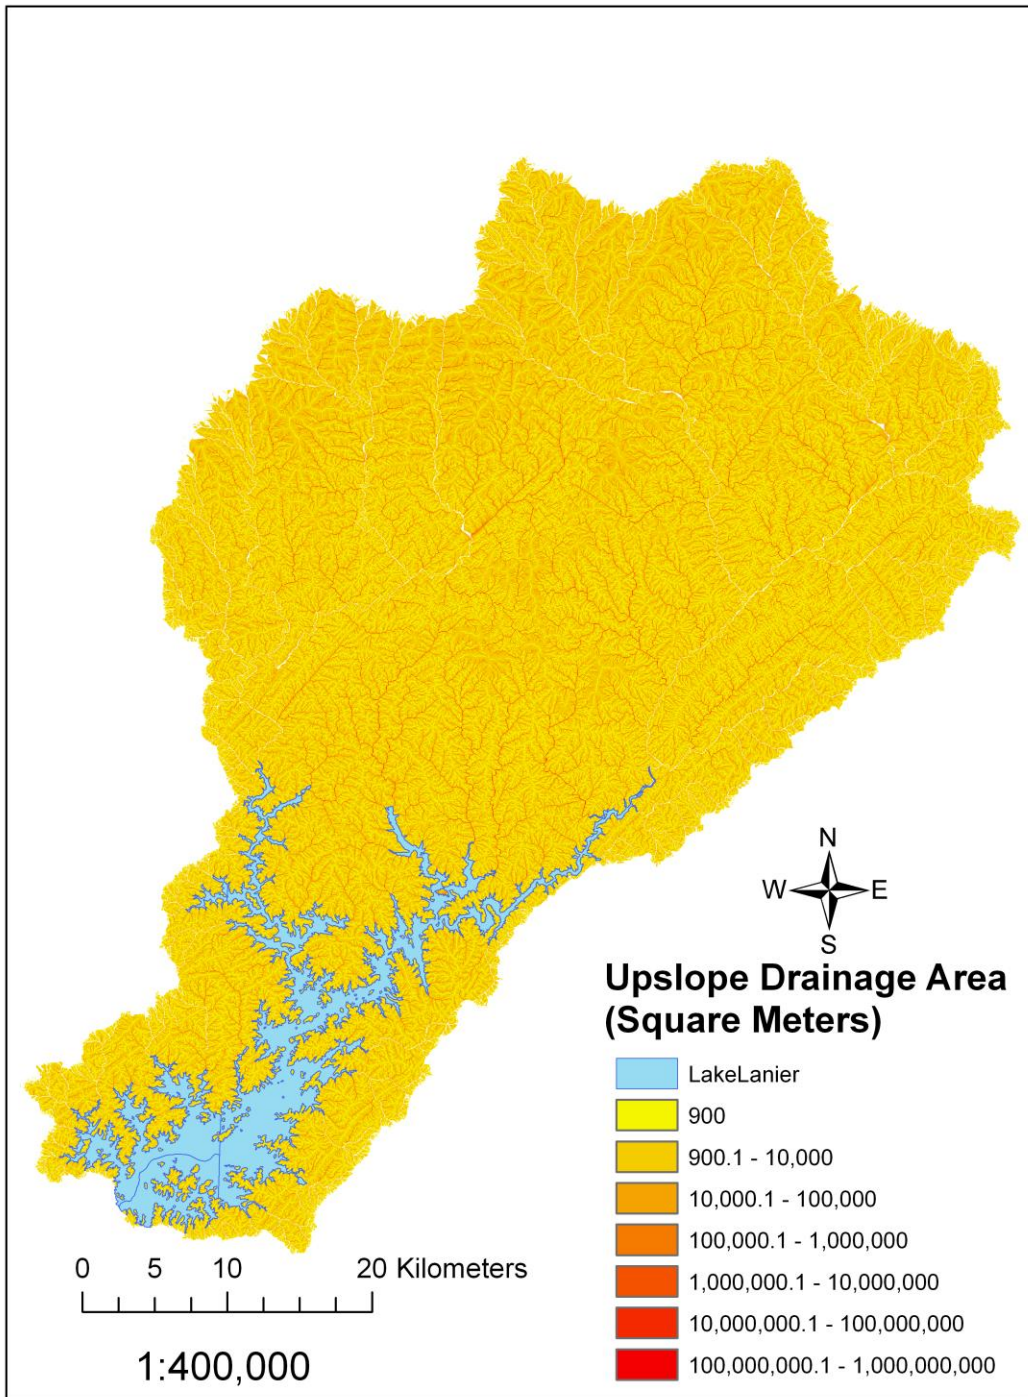 N
W E
S
Upslope Drainage Area
(Square Meters)
LakeLanier
900
900.1 - 10,000
10,000.1 - 100,000
100,000.1 - 1,000,000
1,000,000.1 - 10,000,000
10,000,000.1 - 100,000,000
100,000,000.1 - 1,000,000,000
0 5 10 20 Kilometers
1:400,000